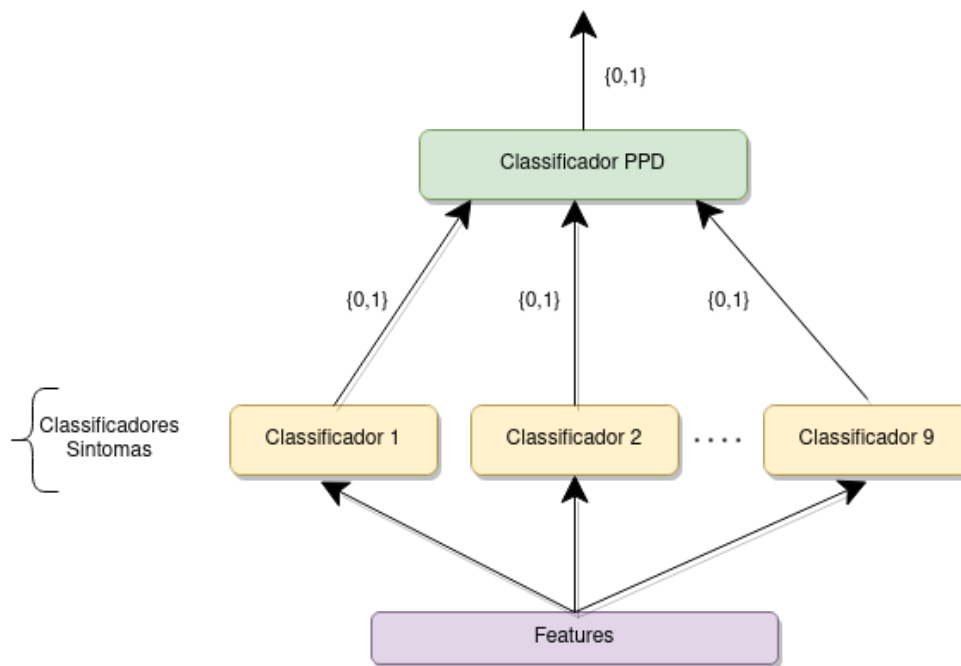 {0,1}
Classificador PPD
{0,1}
{0,1}
{0,1}
Classificadores
Sintomas
Classificador 1
Classificador 2
....
Classificador 9
Features